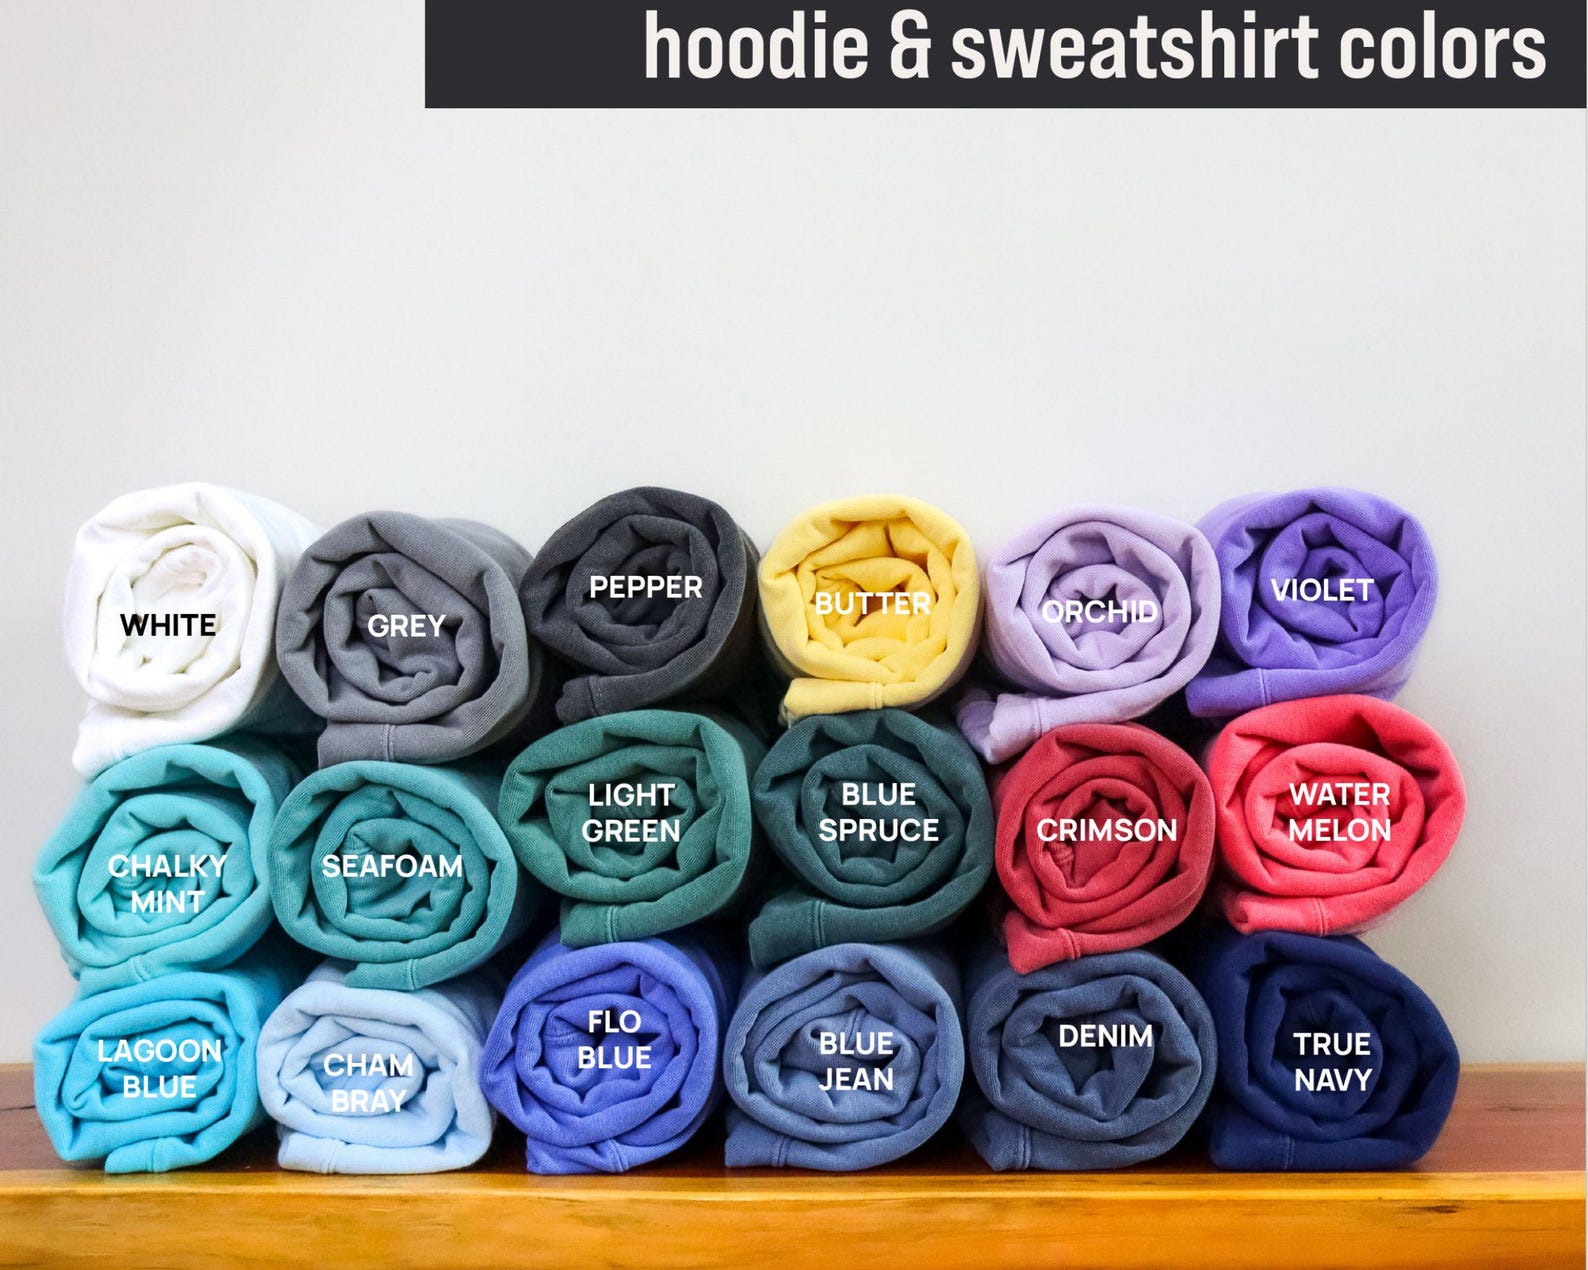 hoodie & sweatshirt colors
WHITE
GREY
PEPPER
BUTTER
ORCHID
VIOLET
CHALKY
MINT
SEAFOAM
LIGHT
GREEN
BLUE
SPRUCE
CRIMSON
WATER
MELON
LAGOON
BLUE
CHAM
BRAY
FLO
BLUE
BLUE
JEAN
DENIM
TRUE
NAVY